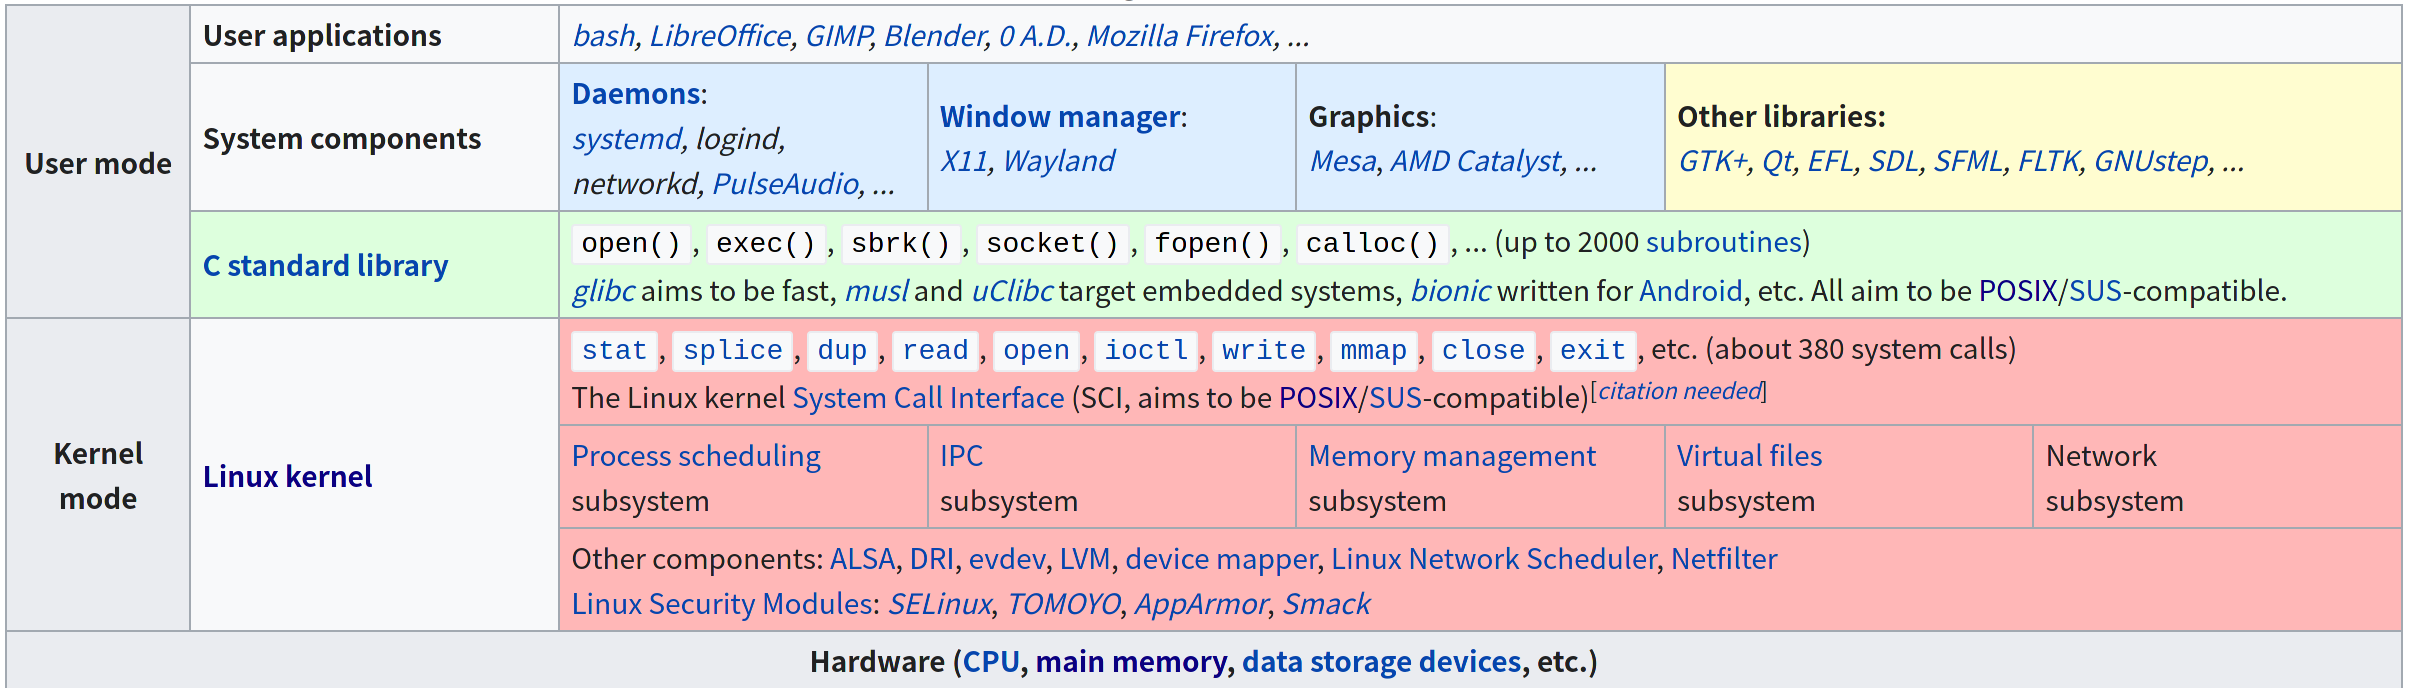 User mode
User applications
bash, LibreOffice, GIMP, Blender, 0 A.D., Mozilla Firefox, ...
System components
Daemons:
systemd, logind,
networkd, PulseAudio, ...
Window manager:
X11, Wayland
Graphics:
Mesa, AMD Catalyst, ...
Other libraries:
GTK+, Qt, EFL, SDL, SFML, FLTK, GNUstep, ...
C standard library
open(), exec(), sbrk(), socket(), fopen(), calloc(), ... (up to 2000 subroutines)
glibc aims to be fast, musl and uClibc target embedded systems, bionic written for Android, etc. All aim to be POSIX/SUS-compatible.
Kernel
mode
Linux kernel
stat, splice, dup, read, open, ioctl, write, mmap, close, exit, etc. (about 380 system calls)
The Linux kernel System Call Interface (SCI, aims to be POSIX/SUS-compatible)[citation needed]
Process scheduling
subsystem
IPC
subsystem
Memory management
subsystem
Virtual files
subsystem
Network
subsystem
Other components: ALSA, DRI, evdev, LVM, device mapper, Linux Network Scheduler, Netfilter
Linux Security Modules: SELinux, TOMOYO, AppArmor, Smack
Hardware (CPU, main memory, data storage devices, etc.)